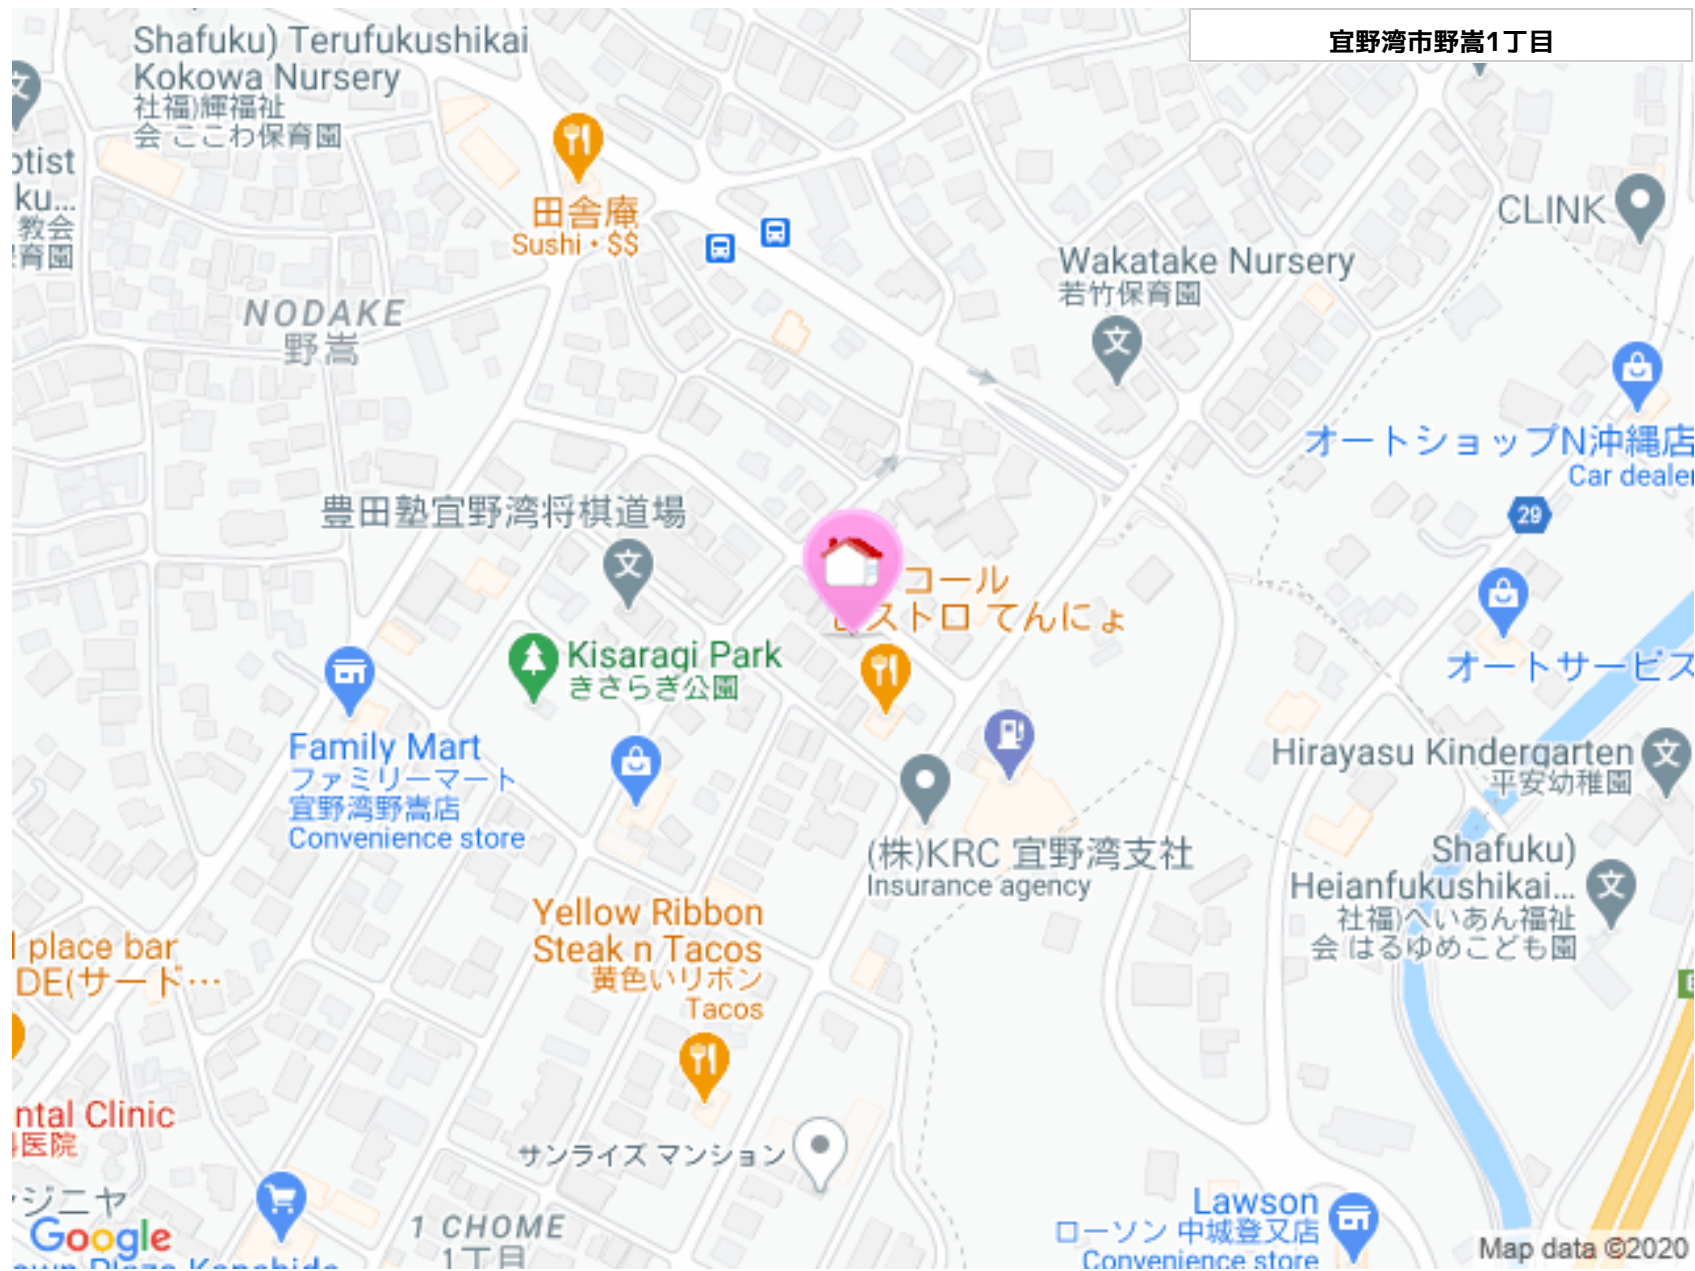 宜野湾市野嵩1丁目
Shafuku) Terufukushikai
Kokowa Nursery
社福)輝福祉
会 ここわ保育園
ptist
ku...
教会
育園
田舎庵
Sushi・$$
CLINK
Wakatake Nursery
若竹保育園
NODAKE
野嵩
オートショップN沖縄店
Car dealer
豊田塾宜野湾将棋道場
29
コール
ストロ てんにょ
Kisaragi Park
きさらぎ公園
オートサービス
Family Mart
ファミリーマート
宜野湾野嵩店
Convenience store
Hirayasu Kindergarten
平安幼稚園
(株)KRC 宜野湾支社
Insurance agency
Shafuku)
Heianfukushikai...
社福)へいあん福祉
会 はるゆめこども園
Yellow Ribbon
Steak n Tacos
黄色いリボン
Tacos
l place bar
DE(サード…
ntal Clinic
医院
サンライズ マンション
ジニヤ
Google
1 CHOME
1丁目
Lawson
ローソン 中城登又店
Convenience store
Map data ©2020